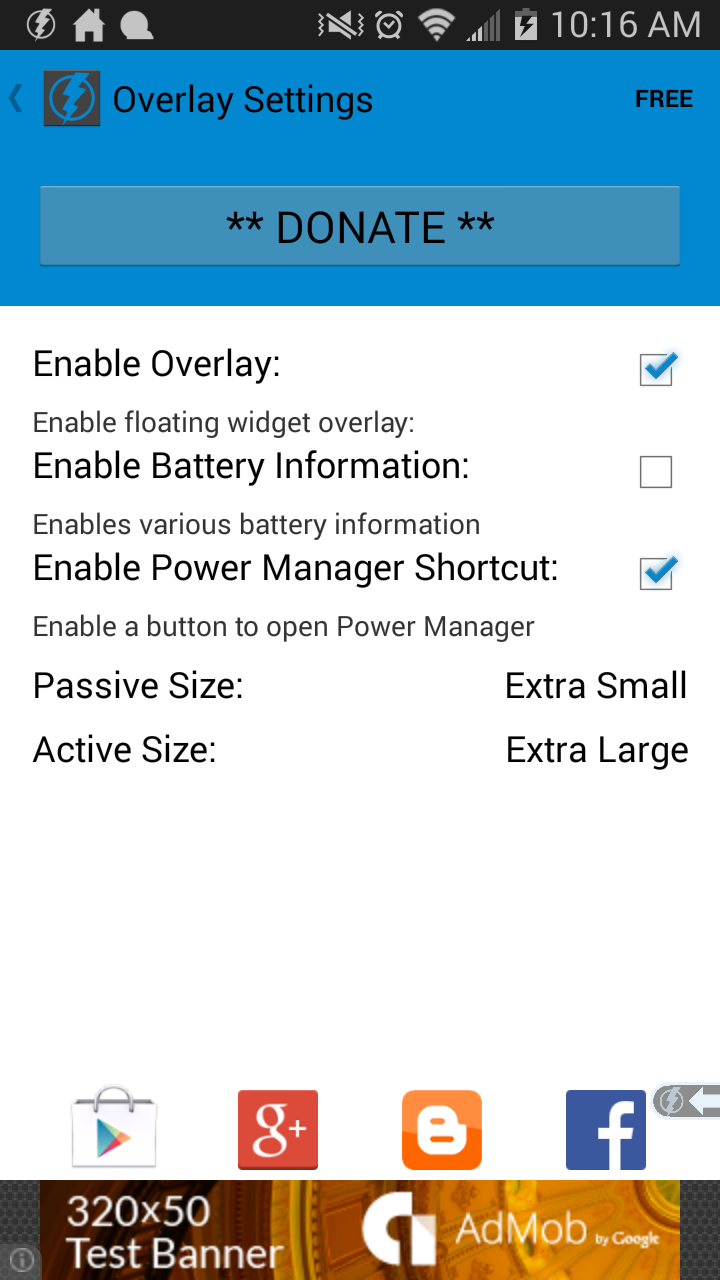 10:16 AM
Overlay Settings
FREE
** DONATE **
Enable Overlay:
Enable floating widget overlay:
Enable Battery Information:
Enables various battery information
Enable Power Manager Shortcut:
Enable a button to open Power Manager
Passive Size: Extra Small
Active Size: Extra Large
g+
320x50
Test Banner
AdMob by Google